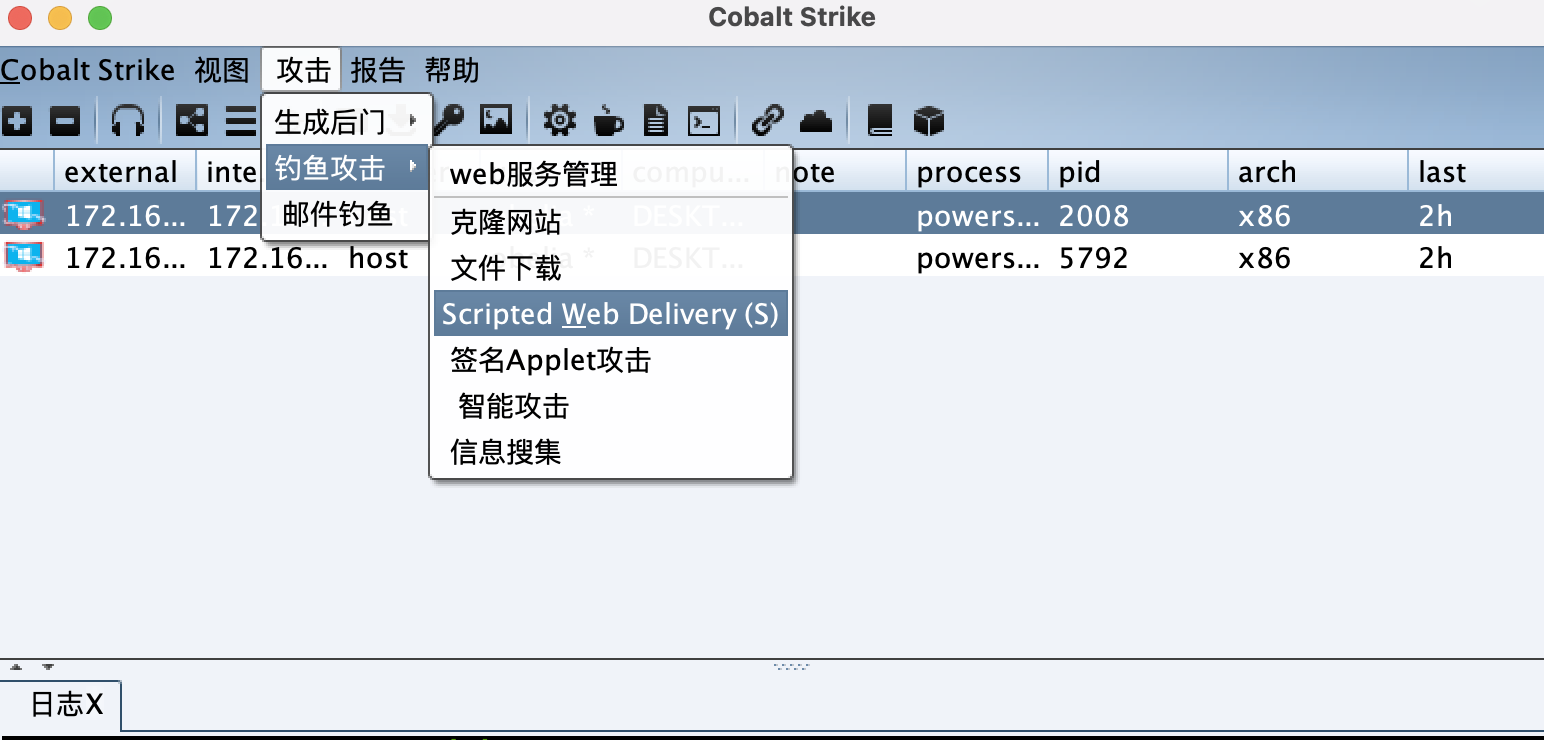 Cobalt Strike
Cobalt Strike 视图 攻击 报告 帮助
生成后门
钓鱼攻击
邮件钓鱼
web服务管理
克隆网站
文件下载
Scripted Web Delivery (S)
签名Applet攻击
智能攻击
信息搜集
external inte compu... note process pid arch last
172.16... 172. * DESKT... powers... 2008 x86 2h
172.16... 172.16... host * DESKT... powers... 5792 x86 2h
日志X